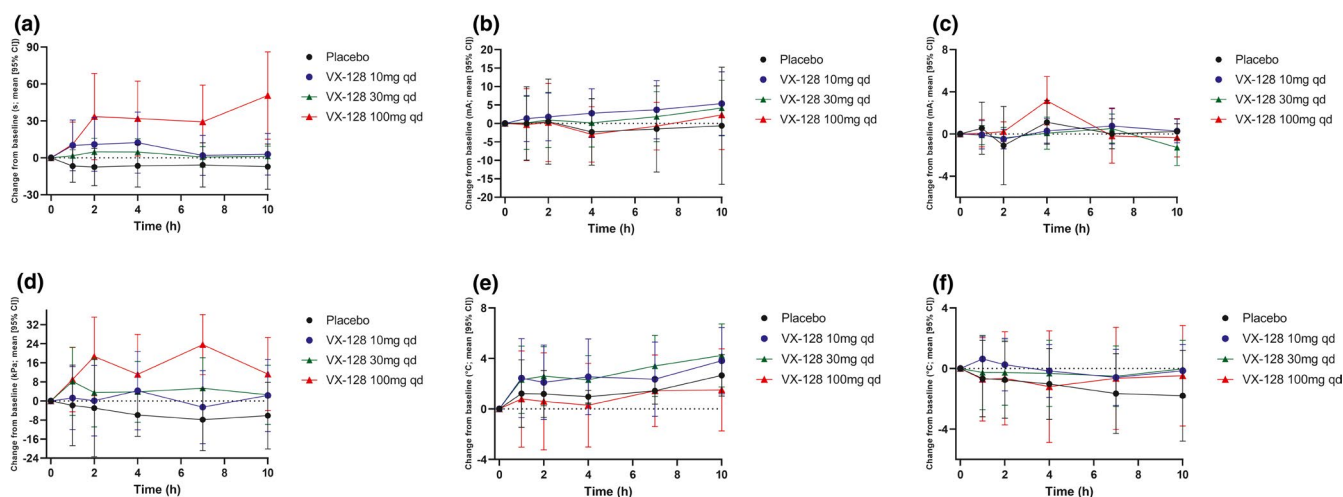 (a)
Change from baseline (s; mean [95% CI])
90
60
30
0
-30
0 2 4 6 8 10
Time (h)
Placebo
VX-128 10mg qd
VX-128 30mg qd
VX-128 100mg qd
(b)
Change from baseline (mA; mean [95% CI])
20
15
10
5
0
-5
-10
-15
-20
0 2 4 6 8 10
Time (h)
Placebo
VX-128 10mg qd
VX-128 30mg qd
VX-128 100mg qd
(c)
Change from baseline (mA; mean [95% CI])
8
4
0
-4
0 2 4 6 8 10
Time (h)
Placebo
VX-128 10mg qd
VX-128 30mg qd
VX-128 100mg qd
(d)
Change from baseline (kPa; mean [95% CI])
32
24
16
8
0
-8
-16
-24
0 2 4 6 8 10
Time (h)
Placebo
VX-128 10mg qd
VX-128 30mg qd
VX-128 100mg qd
(e)
Change from baseline (°C; mean [95% CI])
8
4
0
-4
0 2 4 6 8 10
Time (h)
Placebo
VX-128 10mg qd
VX-128 30mg qd
VX-128 100mg qd
(f)
Change from baseline (°C; mean [95% CI])
4
0
-4
0 2 4 6 8 10
Time (h)
Placebo
VX-128 10mg qd
VX-128 30mg qd
VX-128 100mg qd